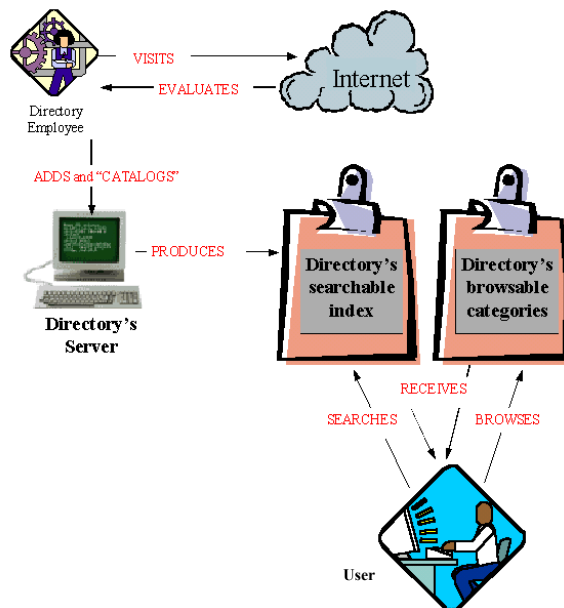 VISITS
Internet
EVALUATES
Directory
Employee
ADDS and "CATALOGS"
PRODUCES
Directory's
searchable
index
Directory's
browsable
categories
Directory's
Server
RECEIVES
SEARCHES
BROWSES
User